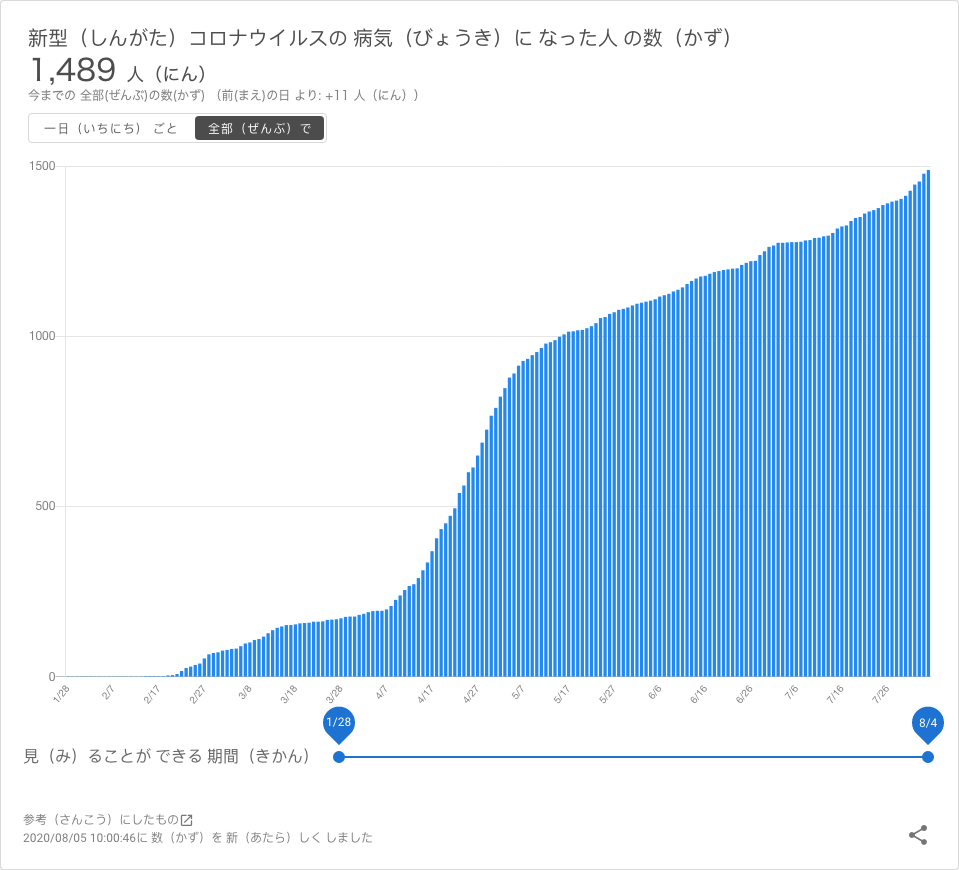 新型（しんがた）コロナウイルスの 病気（びょうき）に なった人 の数（かず）
1,489 人（にん）
今までの 全部(ぜんぶ)の数(かず) （前(まえ)の日 より: +11 人（にん））
一日（いちにち） ごと 全部（ぜんぶ）で
1500
1000
500
0
1/28 2/7 2/17 2/27 3/8 3/18 3/28 4/7 4/17 4/27 5/7 5/17 5/27 6/6 6/16 6/26 7/6 7/16 7/26
1/28 8/4
見（み）ることが できる 期間（きかん）
参考（さんこう）にしたもの
2020/08/05 10:00:46に 数（かず）を 新（あたら）しく しました